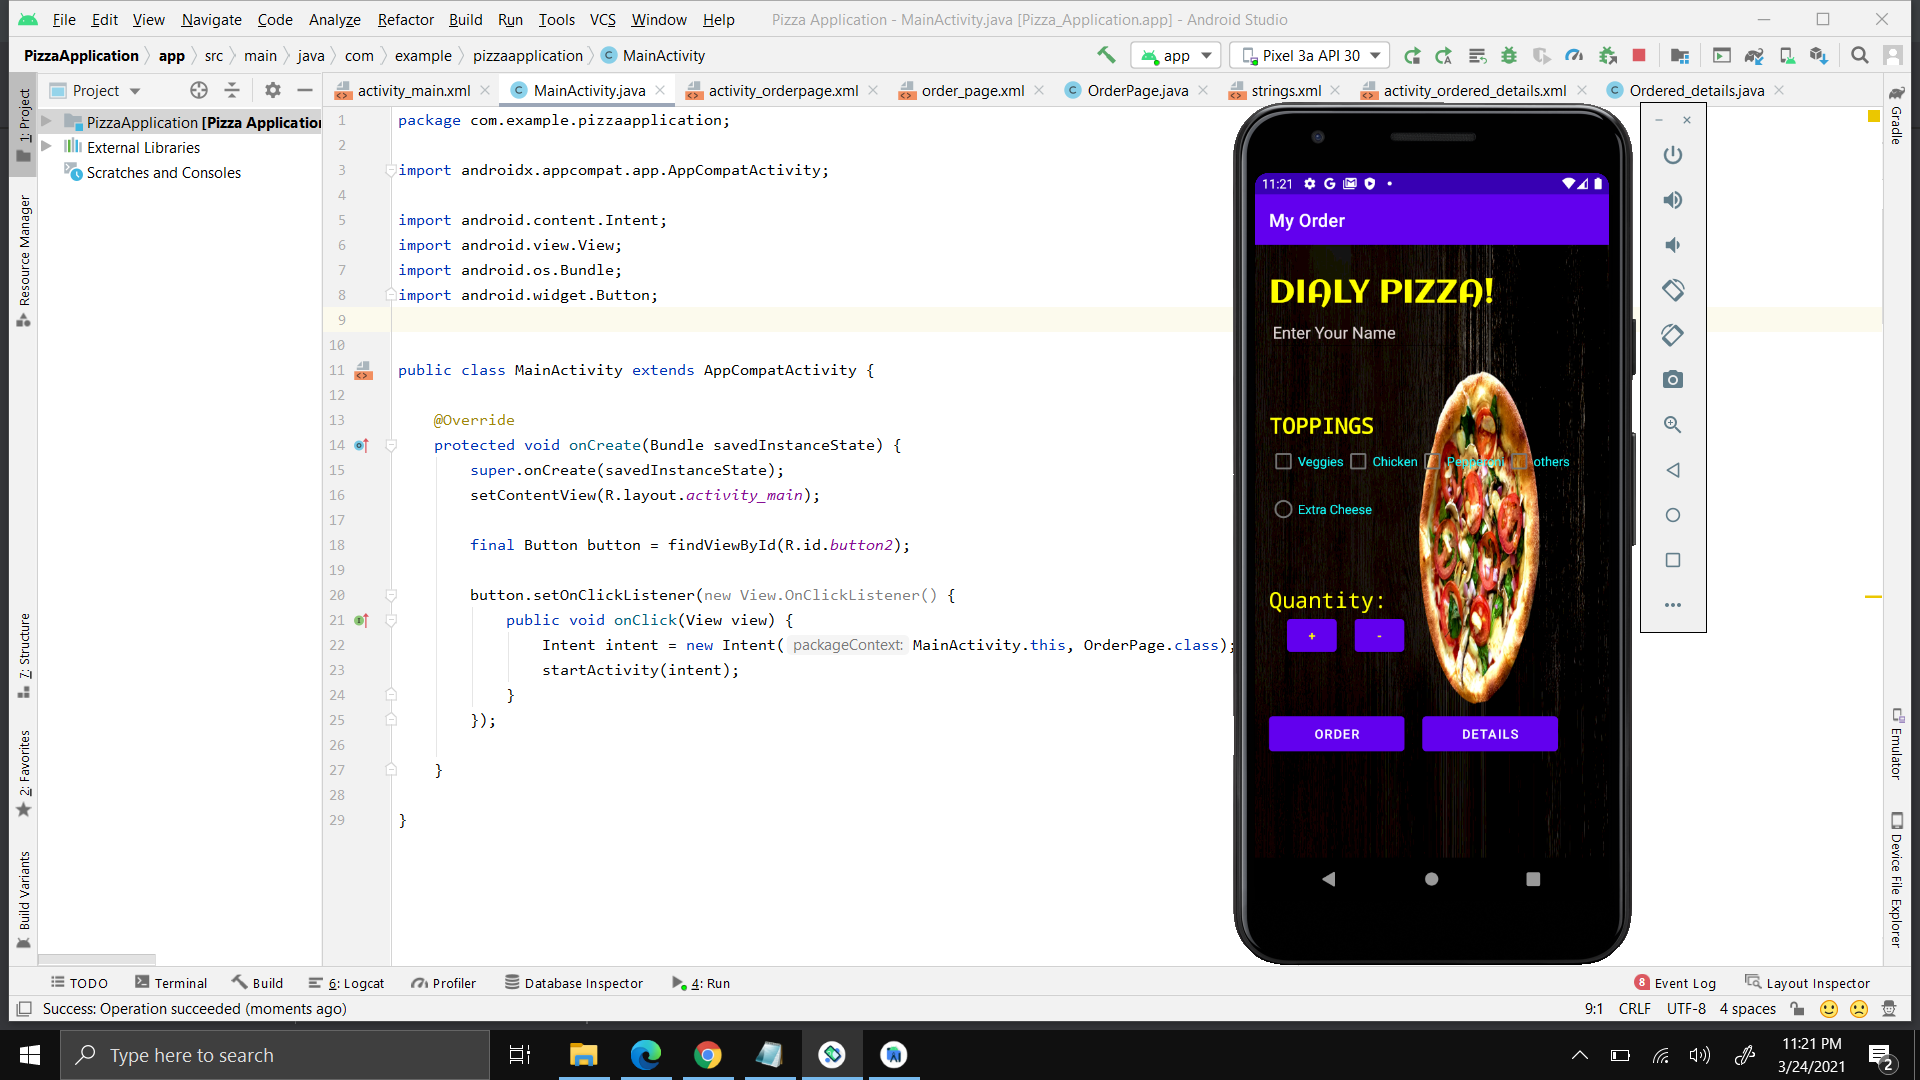 File Edit View Navigate Code Analyze Refactor Build Run Tools VCS Window Help Pizza Application - MainActivity.java [Pizza_Application.app] - Android Studio
PizzaApplication app src main java com example pizzaapplication MainActivity app Pixel 3a API 30
Project
activity_main.xml MainActivity.java activity_orderpage.xml order_page.xml OrderPage.java strings.xml activity_ordered_details.xml Ordered_details.java
PizzaApplication [Pizza Application
External Libraries
Scratches and Consoles
1: Project
Resource Manager
7: Structure
2: Favorites
Build Variants
1 package com.example.pizzaapplication;
2
3 import androidx.appcompat.app.AppCompatActivity;
4
5 import android.content.Intent;
6 import android.view.View;
7 import android.os.Bundle;
8 import android.widget.Button;
9
10
11 public class MainActivity extends AppCompatActivity {
12
13 @Override
14 protected void onCreate(Bundle savedInstanceState) {
15 super.onCreate(savedInstanceState);
16 setContentView(R.layout.activity_main);
17
18 final Button button = findViewById(R.id.button2);
19
20 button.setOnClickListener(new View.OnClickListener() {
21 public void onClick(View view) {
22 Intent intent = new Intent( packageContext: MainActivity.this, OrderPage.class);
23 startActivity(intent);
24 }
25 });
26
27 }
28
29 }
11:21
My Order
DIALY PIZZA!
Enter Your Name
TOPPINGS
Veggies Chicken others
Extra Cheese
Quantity:
+ -
ORDER DETAILS
Gradle
Emulator
Device File Explorer
TODO Terminal Build 6: Logcat Profiler Database Inspector 4: Run 8 Event Log Layout Inspector
Success: Operation succeeded (moments ago) 9:1 CRLF UTF-8 4 spaces
Type here to search
11:21 PM
3/24/2021
2